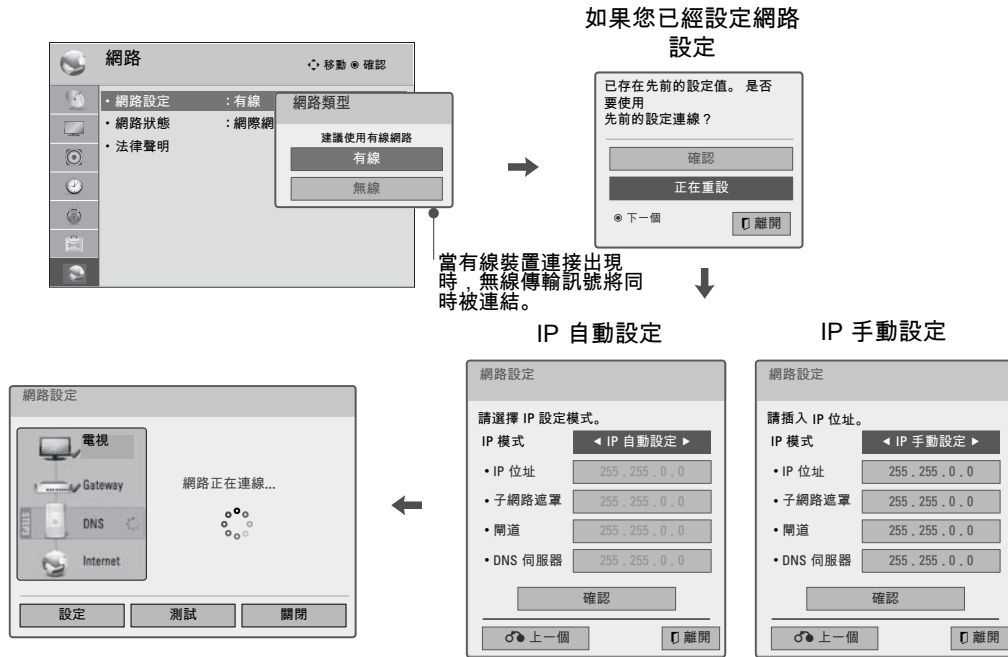 如果您已經設定網路
設定
網路
移動 ◉ 確認
• 網路設定 : 有線
• 網路狀態 : 網際網
• 法律聲明
網路類型
建議使用有線網路
有線
無線
已存在先前的設定值。 是否
要使用
先前的設定連線？
確認
正在重設
◉ 下一個
離開
當有線裝置連接出現
時，無線傳輸訊號將同
時被連結。
IP 自動設定
IP 手動設定
網路設定
電視
Gateway
DNS
Internet
網路正在連線...
設定
測試
關閉
網路設定
請選擇 IP 設定模式。
IP 模式 ◀ IP 自動設定 ▶
• IP 位址 255 . 255 . 0 . 0
• 子網路遮罩 255 . 255 . 0 . 0
• 閘道 255 . 255 . 0 . 0
• DNS 伺服器 255 . 255 . 0 . 0
確認
上一個
離開
網路設定
請插入 IP 位址。
IP 模式 ◀ IP 手動設定 ▶
• IP 位址 255 . 255 . 0 . 0
• 子網路遮罩 255 . 255 . 0 . 0
• 閘道 255 . 255 . 0 . 0
• DNS 伺服器 255 . 255 . 0 . 0
確認
上一個
離開